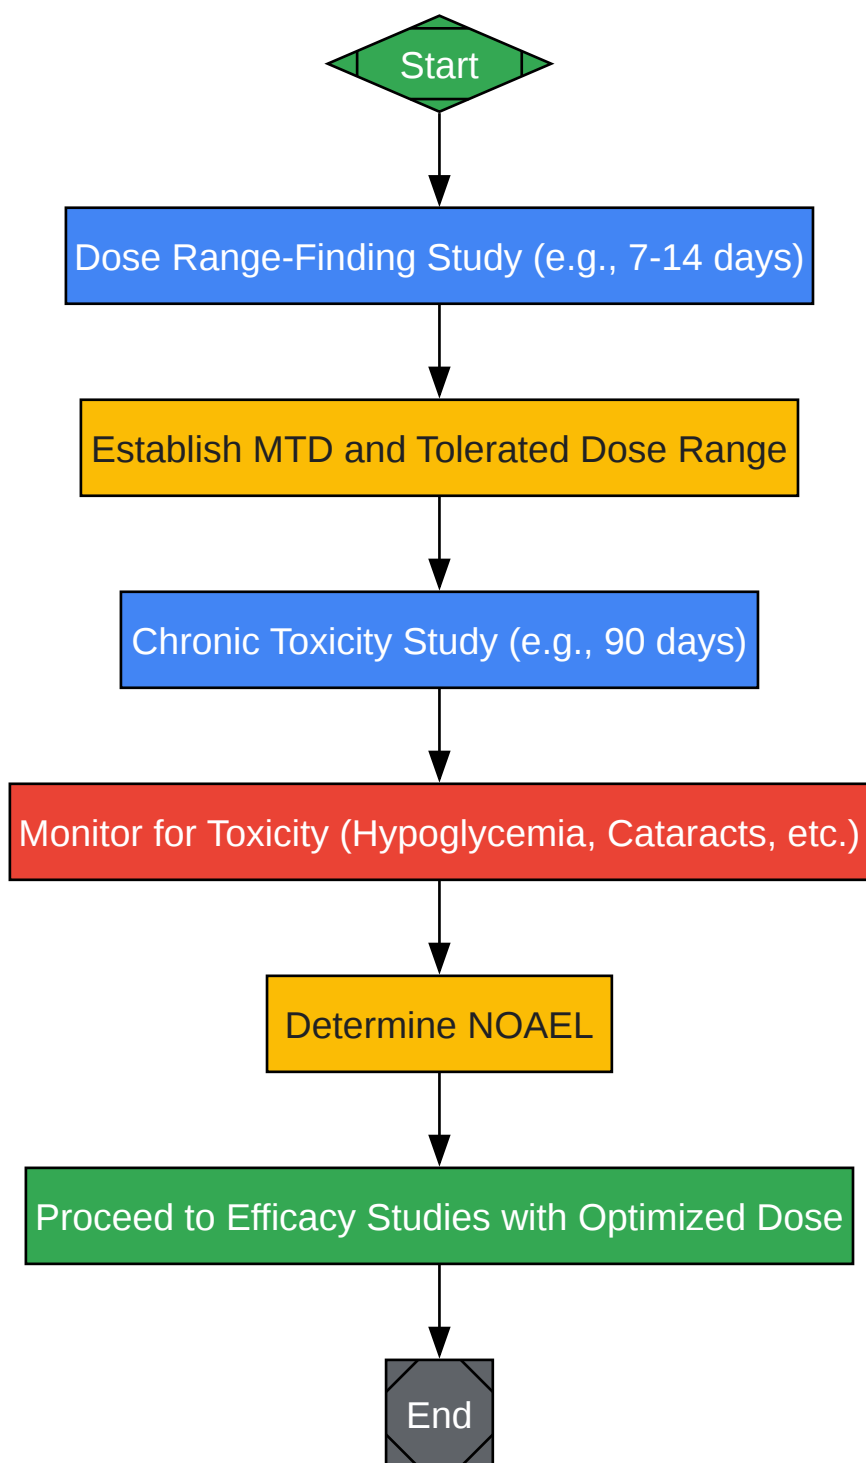 Start
Dose Range-Finding Study (e.g., 7-14 days)
Establish MTD and Tolerated Dose Range
Chronic Toxicity Study (e.g., 90 days)
Monitor for Toxicity (Hypoglycemia, Cataracts, etc.)
Determine NOAEL
Proceed to Efficacy Studies with Optimized Dose
End